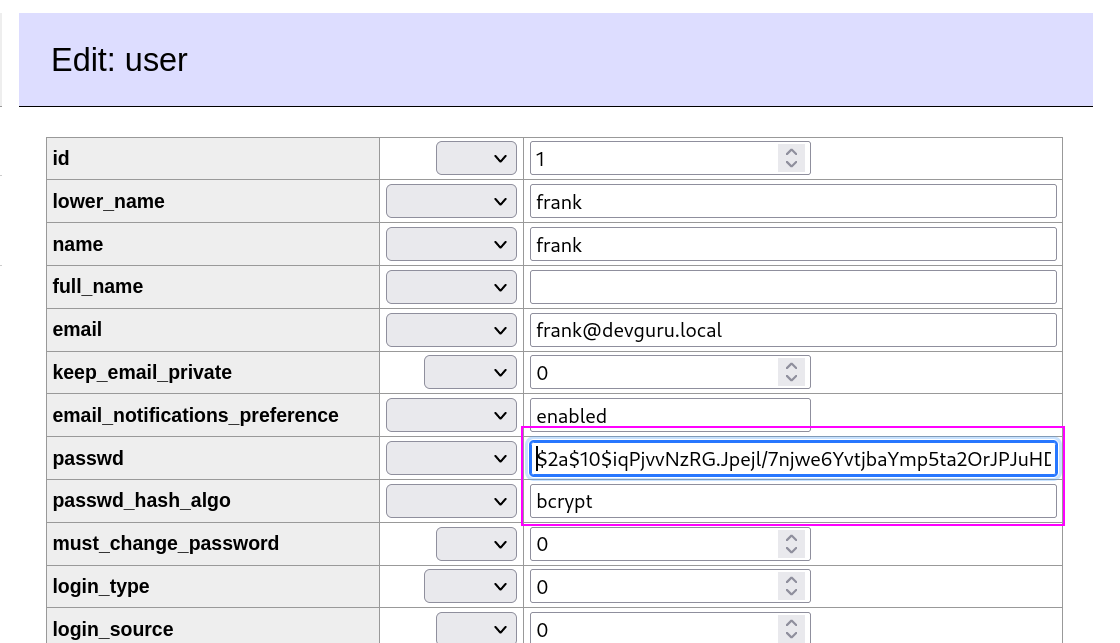 Edit: user
id 1
lower_name frank
name frank
full_name
email frank@devguru.local
keep_email_private 0
email_notifications_preference enabled
passwd $2a$10$iqPjvvNzRG.Jpejl/7njwe6YvtjbaYmp5ta2OrJPJuHD
passwd_hash_algo bcrypt
must_change_password 0
login_type 0
login_source 0